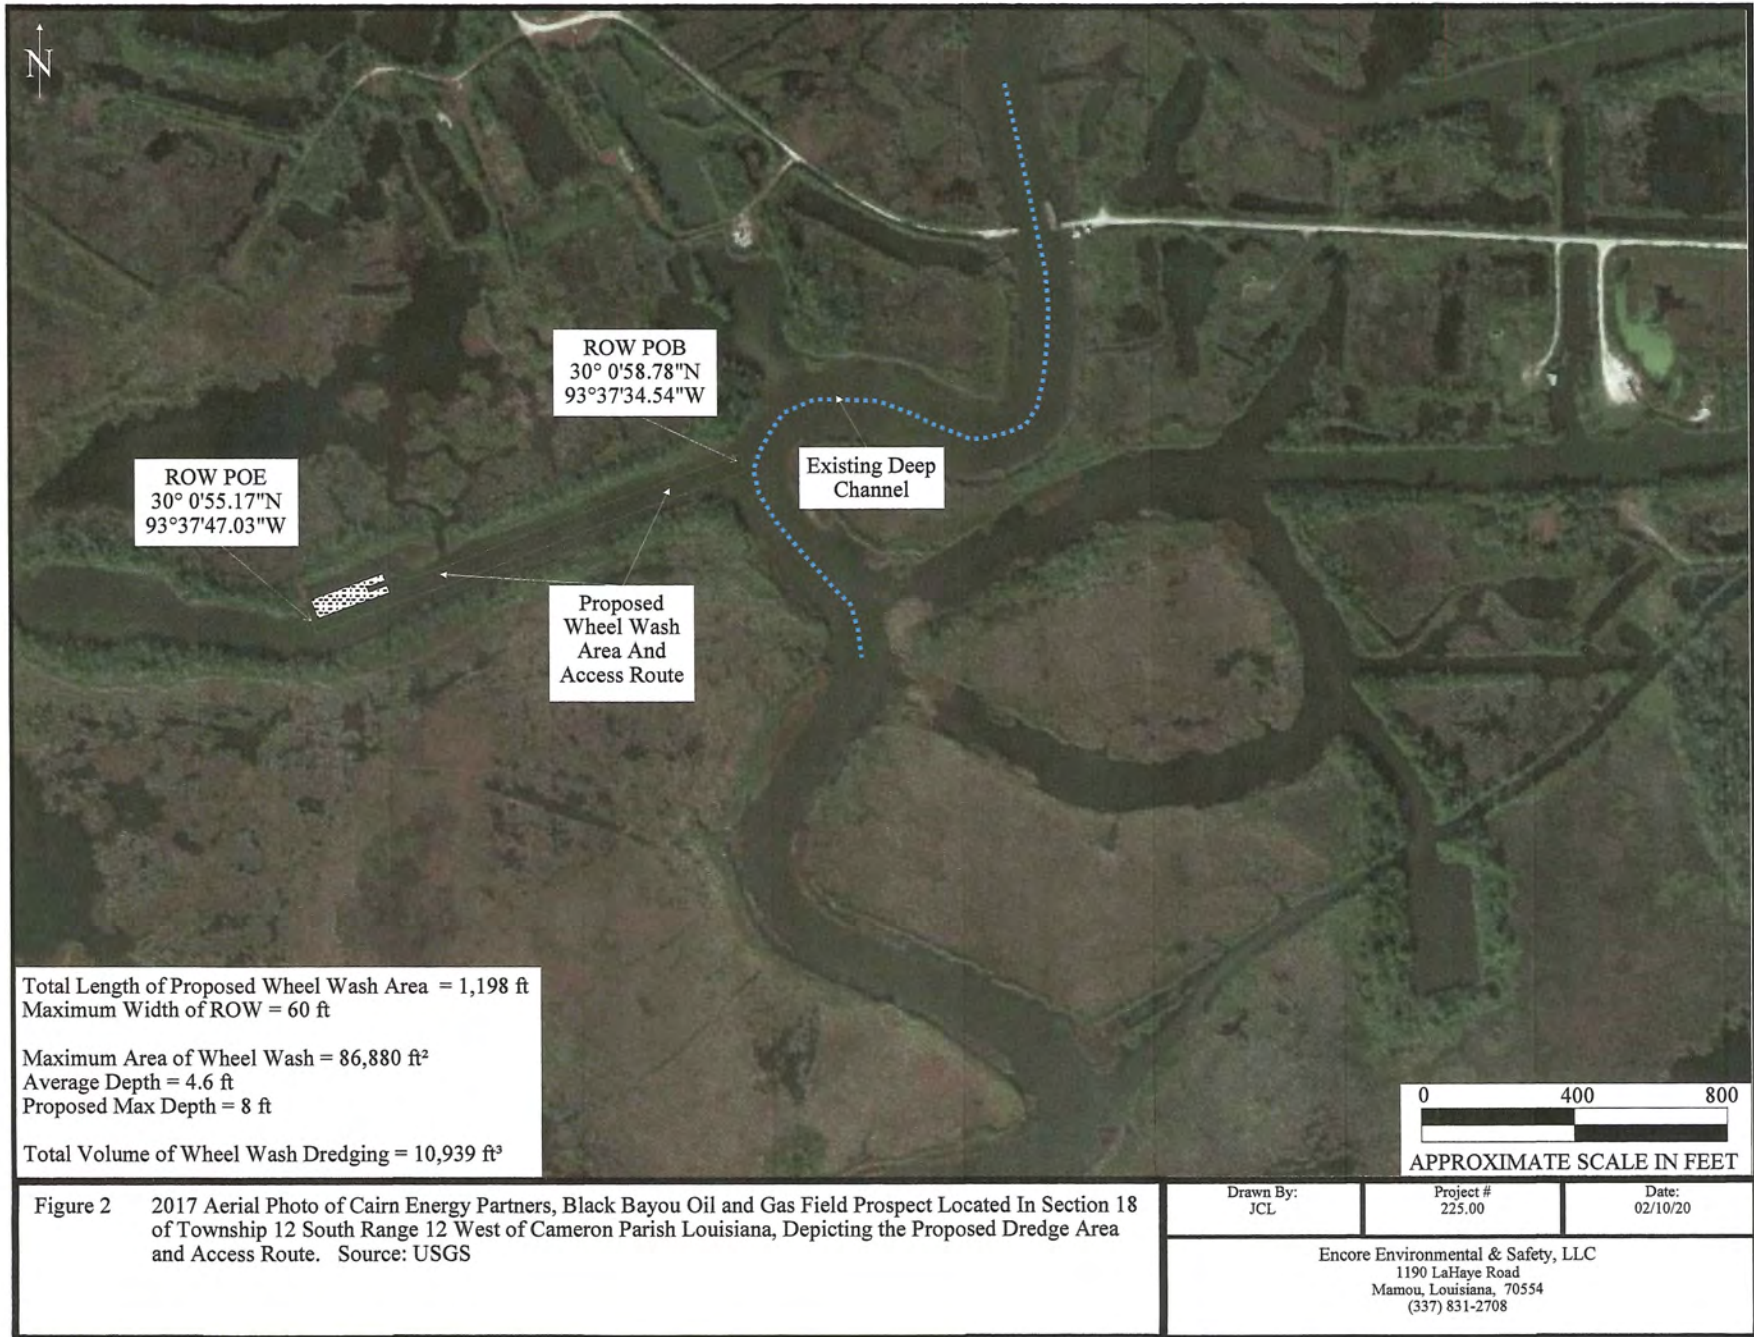 N
ROW POB
30° 0'58.78"N
93°37'34.54"W
ROW POE
30° 0'55.17"N
93°37'47.03"W
Existing Deep
Channel
Proposed
Wheel Wash
Area And
Access Route
Total Length of Proposed Wheel Wash Area = 1,198 ft
Maximum Width of ROW = 60 ft
Maximum Area of Wheel Wash = 86,880 ft²
Average Depth = 4.6 ft
Proposed Max Depth = 8 ft
Total Volume of Wheel Wash Dredging = 10,939 ft³
0 400 800
APPROXIMATE SCALE IN FEET
Figure 2 2017 Aerial Photo of Cairn Energy Partners, Black Bayou Oil and Gas Field Prospect Located In Section 18
of Township 12 South Range 12 West of Cameron Parish Louisiana, Depicting the Proposed Dredge Area
and Access Route. Source: USGS
Drawn By:
JCL
Project #
225.00
Date:
02/10/20
Encore Environmental & Safety, LLC
1190 LaHaye Road
Mamou, Louisiana, 70554
(337) 831-2708